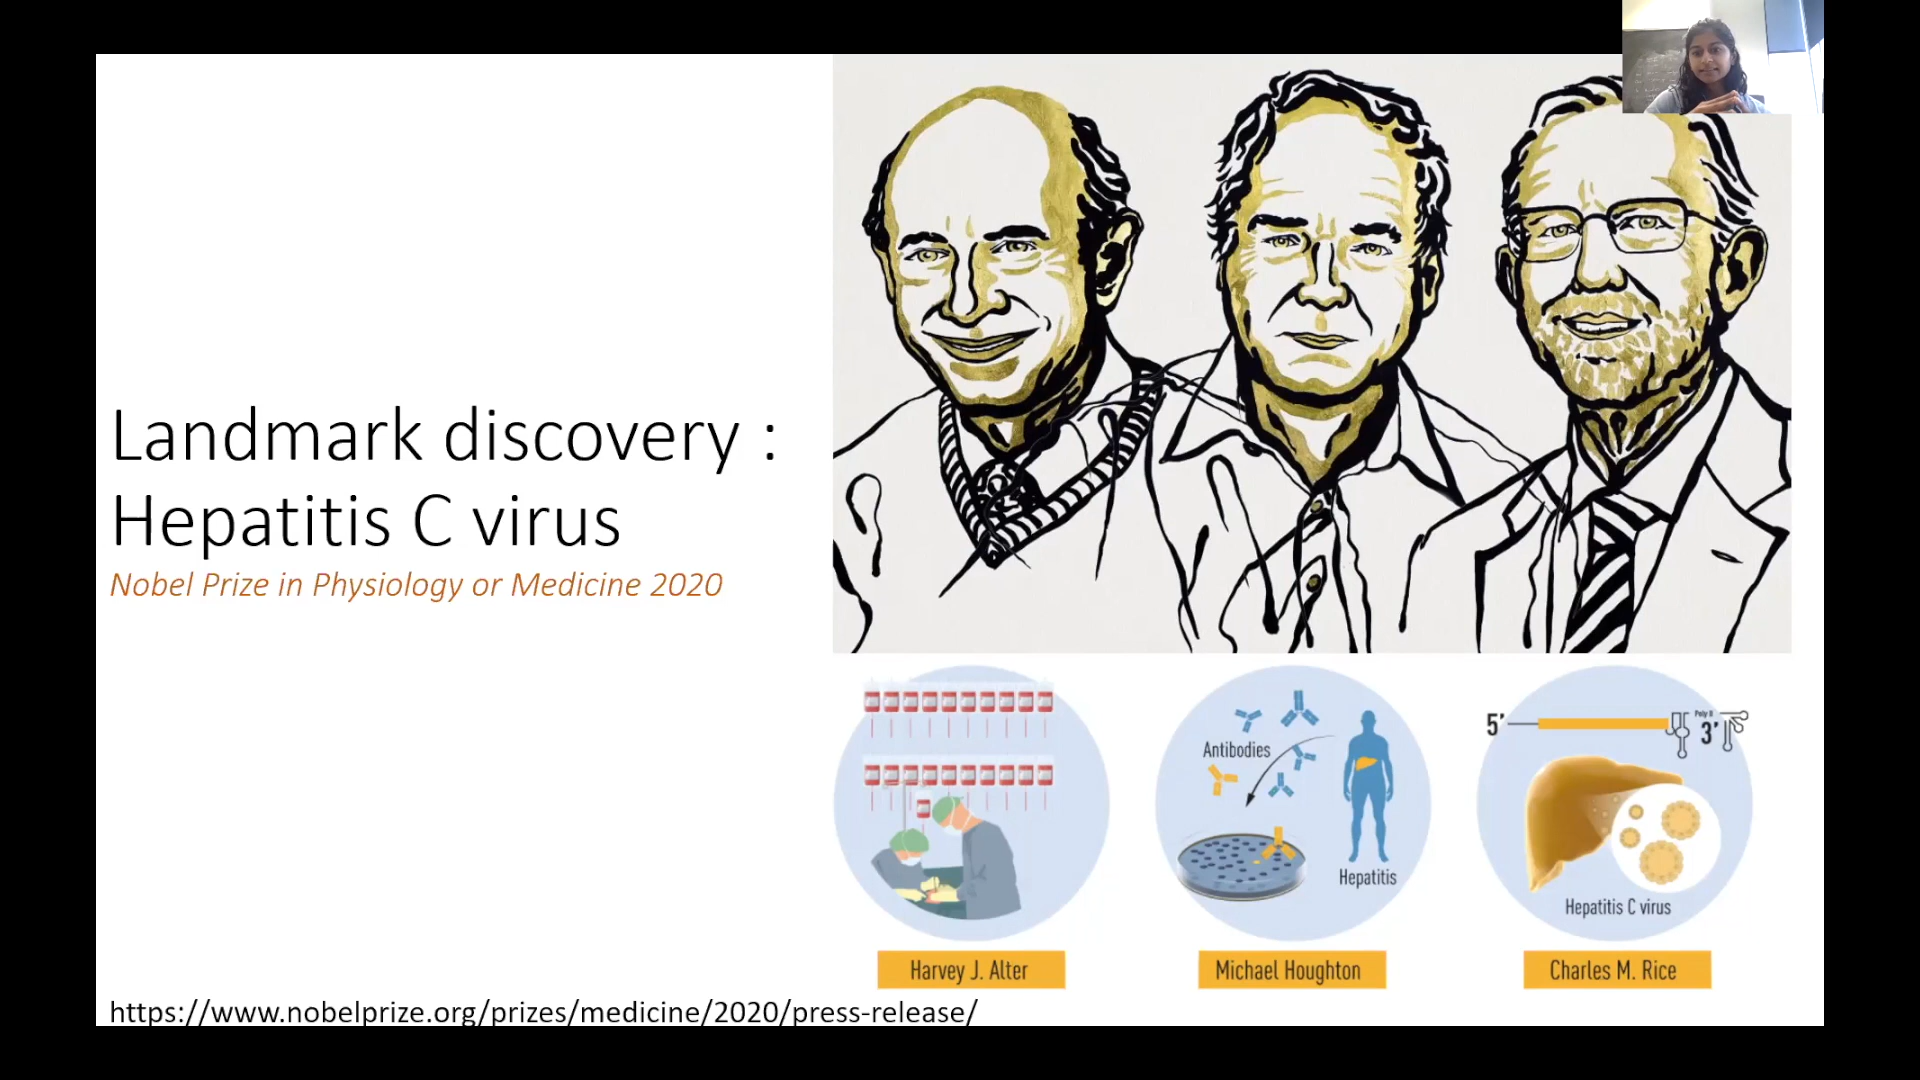 Landmark discovery :
Hepatitis C virus
Nobel Prize in Physiology or Medicine 2020
Antibodies
Hepatitis
5’
Poly U
3’
Hepatitis C virus
Harvey J. Alter
Michael Houghton
Charles M. Rice
https://www.nobelprize.org/prizes/medicine/2020/press-release/